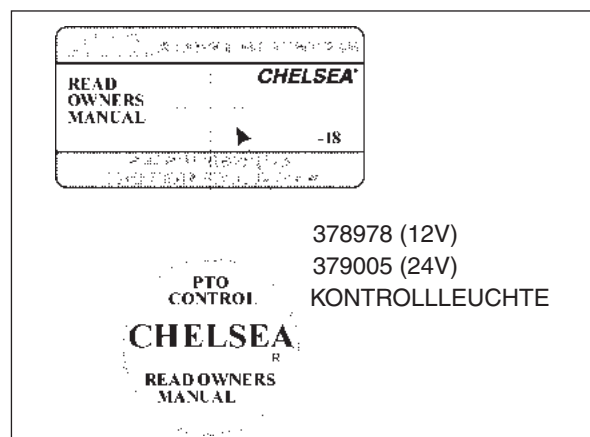 READ
OWNERS
MANUAL
CHELSEA
-18
378978 (12V)
379005 (24V)
KONTROLLLEUCHTE
PTO
CONTROL
CHELSEA
R
READ OWNERS
MANUAL